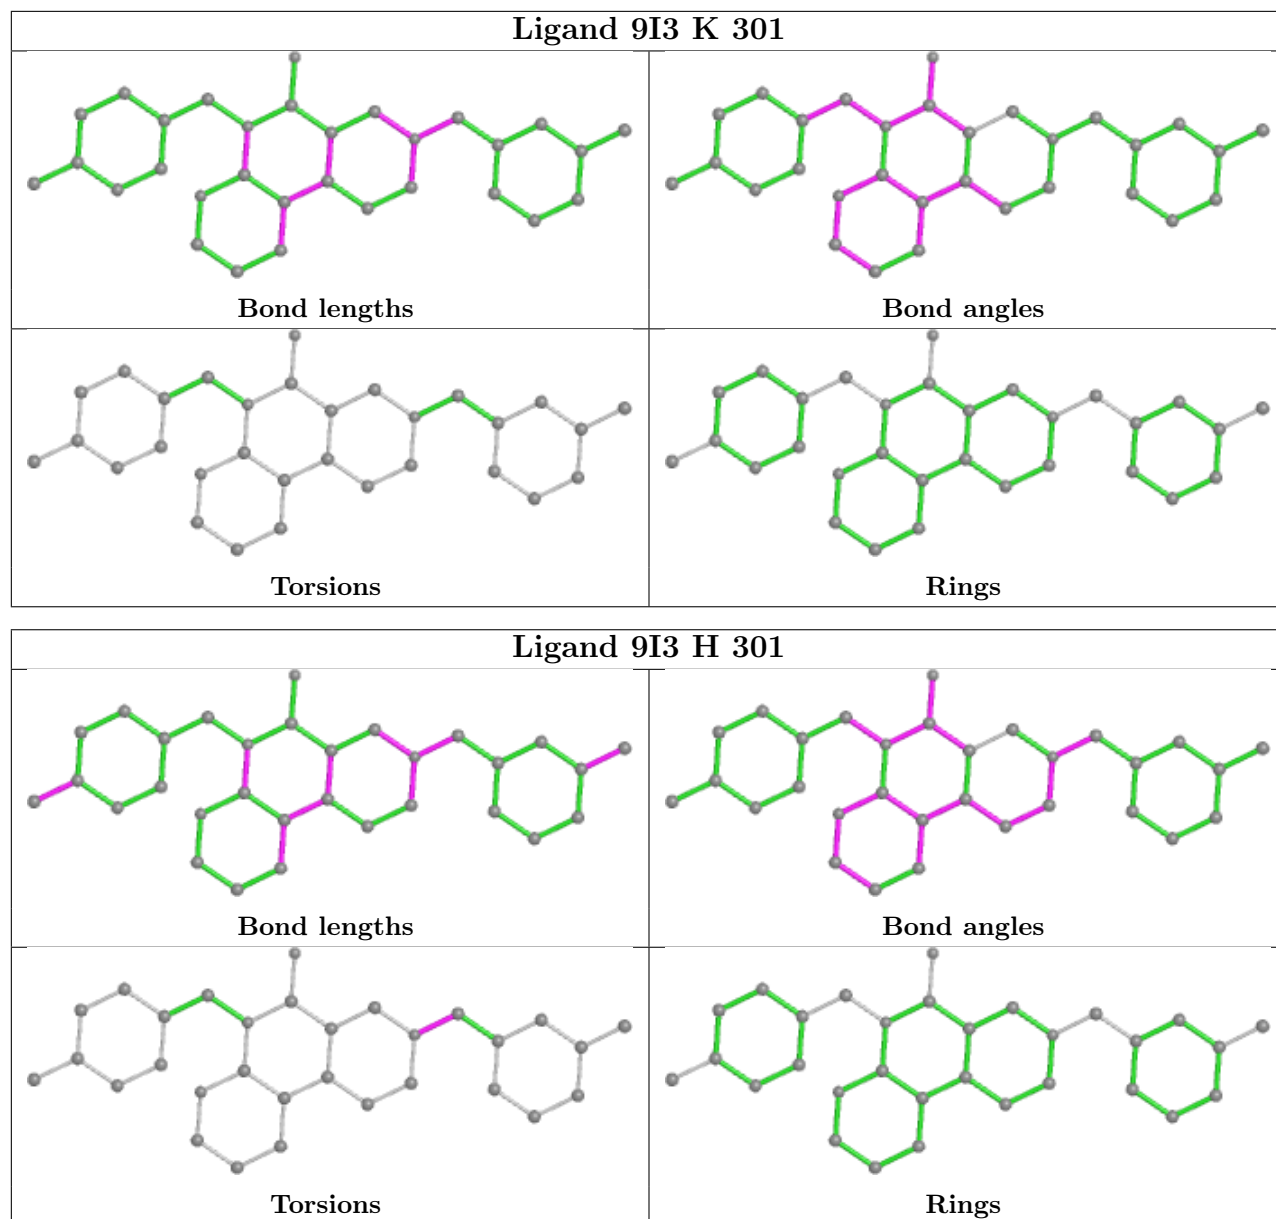 Ligand 9I3 K 301
Bond lengths
Bond angles
Torsions
Rings
Ligand 9I3 H 301
Bond lengths
Bond angles
Torsions
Rings